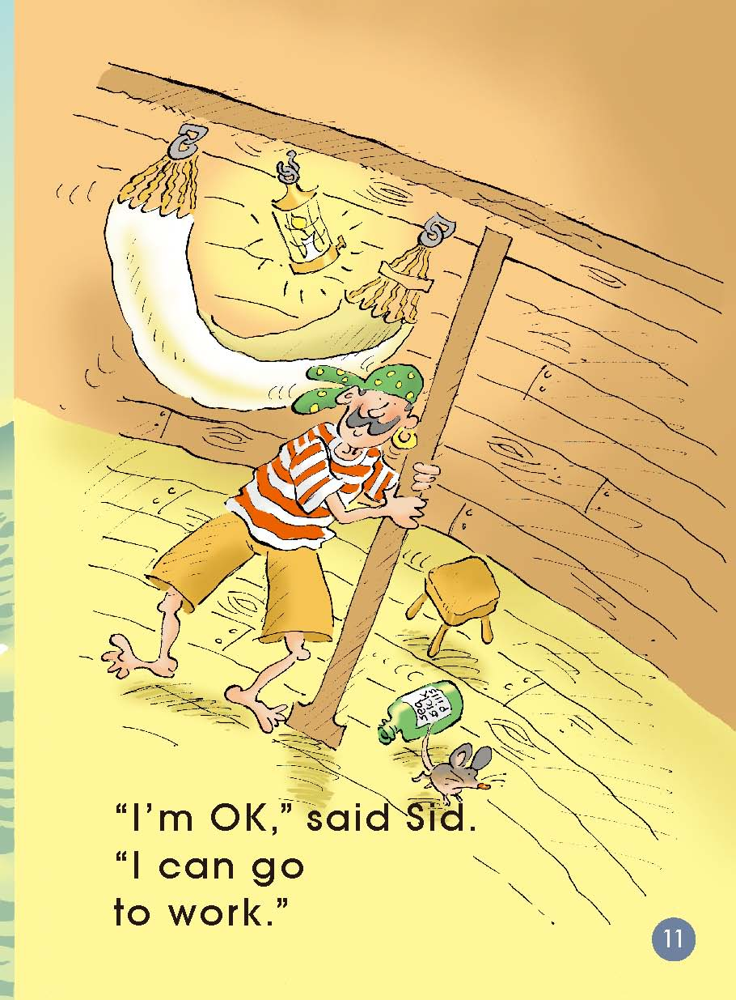 sea
sick
pills
“I’m OK,” said Sid.
“I can go
to work.”
11